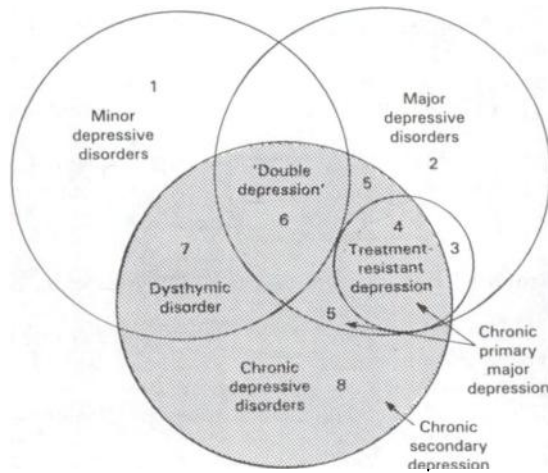 1
Minor
depressive
disorders
Major
depressive
disorders
2
'Double
depression'
6
5
4
3
Treatment-
resistant
depression
7
Dysthymic
disorder
5
Chronic
primary
major
depression
Chronic
depressive
disorders
8
Chronic
secondary
depression